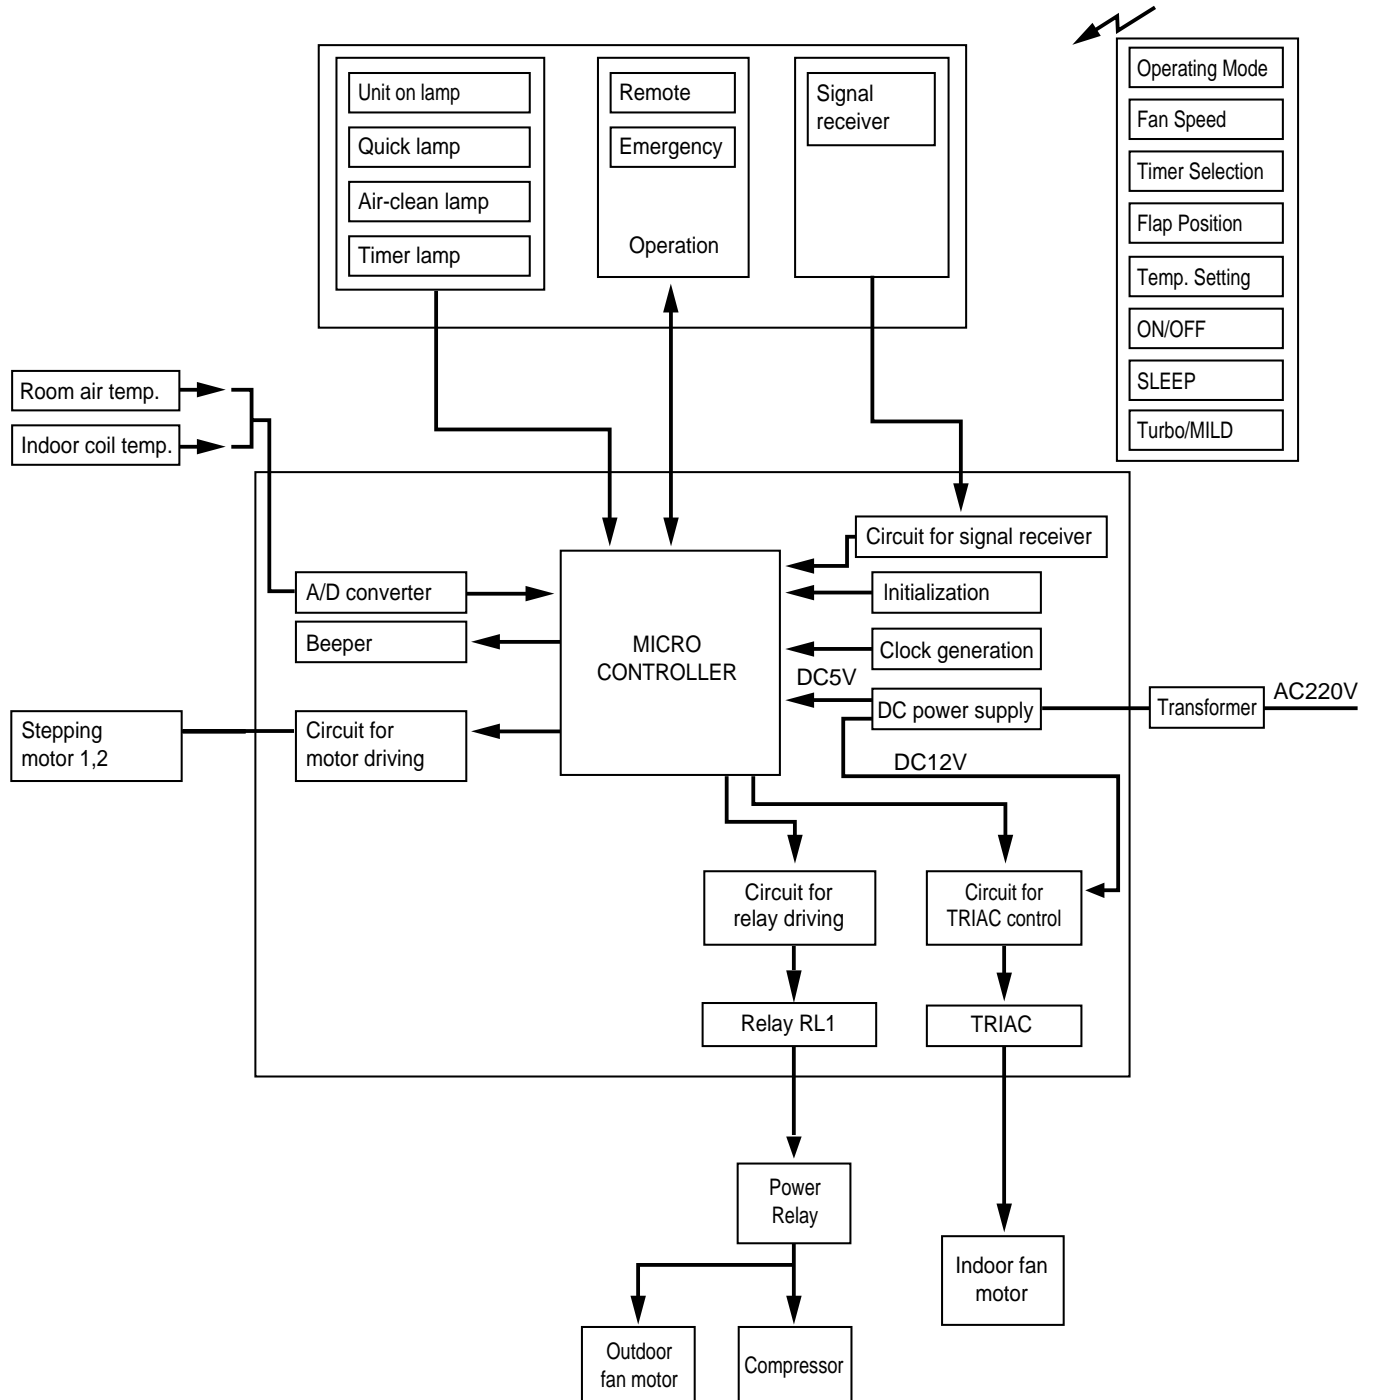 Unit on lamp
Quick lamp
Air-clean lamp
Timer lamp
Remote
Emergency
Operation
Signal
receiver
Operating Mode
Fan Speed
Timer Selection
Flap Position
Temp. Setting
ON/OFF
SLEEP
Turbo/MILD
Room air temp.
Indoor coil temp.
A/D converter
Beeper
Stepping
motor 1,2
Circuit for
motor driving
MICRO
CONTROLLER
Circuit for signal receiver
Initialization
Clock generation
DC5V
DC power supply
DC12V
Transformer
AC220V
Circuit for
relay driving
Circuit for
TRIAC control
Relay RL1
TRIAC
Power
Relay
Indoor fan
motor
Outdoor
fan motor
Compressor